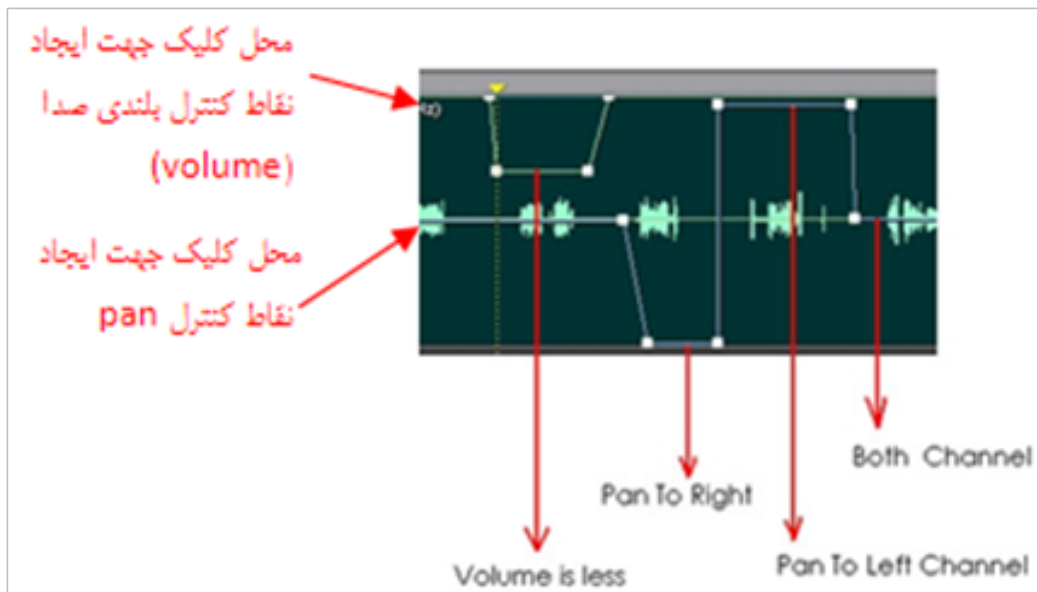 محل کلیک جهت ایجاد
نقاط کنترل بلندی صدا
(volume)
محل کلیک جهت ایجاد
نقاط کنترل pan
Both Channel
Pan To Right
Pan To Left Channel
Volume is less